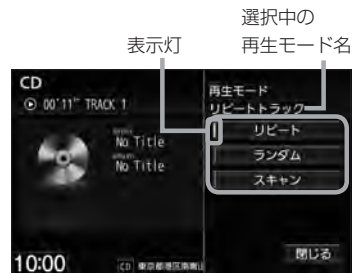 選択中の
表示灯
再生モード名
CD
00'11" TRACK 1
再生モード
リピートトラック
No Title
No Title
リピート
ランダム
スキャン
閉じる
10:00
CD 東京都港区南青山